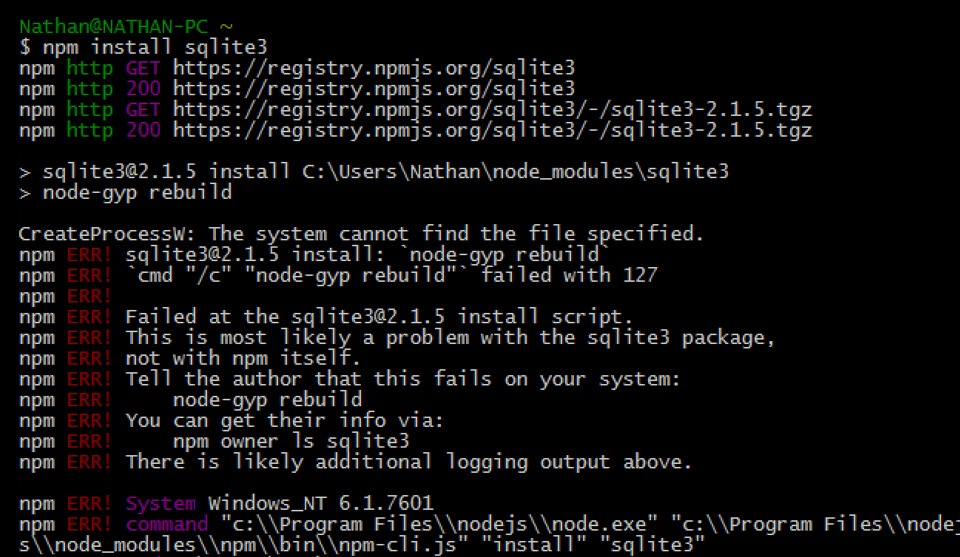 Nathan@NATHAN-PC ~
$ npm install sqlite3
npm http GET https://registry.npmjs.org/sqlite3
npm http 200 https://registry.npmjs.org/sqlite3
npm http GET https://registry.npmjs.org/sqlite3/-/sqlite3-2.1.5.tgz
npm http 200 https://registry.npmjs.org/sqlite3/-/sqlite3-2.1.5.tgz
> sqlite3@2.1.5 install C:\Users\Nathan\node_modules\sqlite3
> node-gyp rebuild
CreateProcessW: The system cannot find the file specified.
npm ERR! sqlite3@2.1.5 install: `node-gyp rebuild`
npm ERR! `cmd "/c" "node-gyp rebuild"` failed with 127
npm ERR!
npm ERR! Failed at the sqlite3@2.1.5 install script.
npm ERR! This is most likely a problem with the sqlite3 package,
npm ERR! not with npm itself.
npm ERR! Tell the author that this fails on your system:
npm ERR!     node-gyp rebuild
npm ERR! You can get their info via:
npm ERR!     npm owner ls sqlite3
npm ERR! There is likely additional logging output above.
npm ERR! System Windows_NT 6.1.7601
npm ERR! command "c:\\Program Files\\nodejs\\node.exe" "c:\\Program Files\\nodej
s\\node_modules\\npm\\bin\\npm-cli.js" "install" "sqlite3"